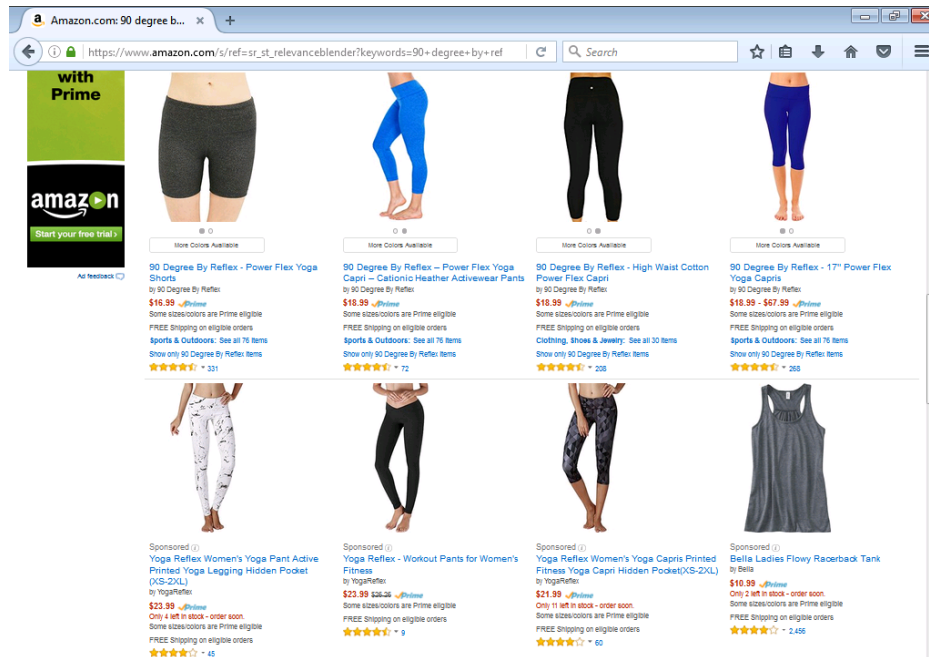 Amazon.com: 90 degree b...
https://www.amazon.com/s/ref=sr_st_relevanceblender?keywords=90+degree+by+ref
Search
with
Prime
amazon
Start your free trial ›
Ad feedback
More Colors Available
90 Degree By Reflex - Power Flex Yoga
Shorts
by 90 Degree By Reflex
$16.99 Prime
Some sizes/colors are Prime eligible
FREE Shipping on eligible orders
Sports & Outdoors: See all 76 items
Show only 90 Degree By Reflex items
331
More Colors Available
90 Degree By Reflex – Power Flex Yoga
Capri – Cationic Heather Activewear Pants
by 90 Degree By Reflex
$18.99 Prime
Some sizes/colors are Prime eligible
FREE Shipping on eligible orders
Sports & Outdoors: See all 76 items
Show only 90 Degree By Reflex items
72
More Colors Available
90 Degree By Reflex - High Waist Cotton
Power Flex Capri
by 90 Degree By Reflex
$18.99 Prime
Some sizes/colors are Prime eligible
FREE Shipping on eligible orders
Clothing, Shoes & Jewelry: See all 30 items
Show only 90 Degree By Reflex items
208
More Colors Available
90 Degree By Reflex - 17" Power Flex
Yoga Capris
by 90 Degree By Reflex
$18.99 - $67.99 Prime
Some sizes/colors are Prime eligible
FREE Shipping on eligible orders
Sports & Outdoors: See all 76 items
Show only 90 Degree By Reflex items
268
Sponsored
Yoga Reflex Women's Yoga Pant Active
Printed Yoga Legging Hidden Pocket
(XS-2XL)
by YogaReflex
$23.99 Prime
Only 4 left in stock - order soon.
Some sizes/colors are Prime eligible
FREE Shipping on eligible orders
45
Sponsored
Yoga Reflex - Workout Pants for Women's
Fitness
by YogaReflex
$23.99 $26.26 Prime
Some sizes/colors are Prime eligible
FREE Shipping on eligible orders
9
Sponsored
Yoga Reflex Women's Yoga Capris Printed
Fitness Yoga Capri Hidden Pocket(XS-2XL)
by YogaReflex
$21.99 Prime
Only 11 left in stock - order soon.
Some sizes/colors are Prime eligible
FREE Shipping on eligible orders
60
Sponsored
Bella Ladies Flowy Racerback Tank
by Bella
$10.99 Prime
Only 2 left in stock - order soon.
Some sizes/colors are Prime eligible
FREE Shipping on eligible orders
2,456